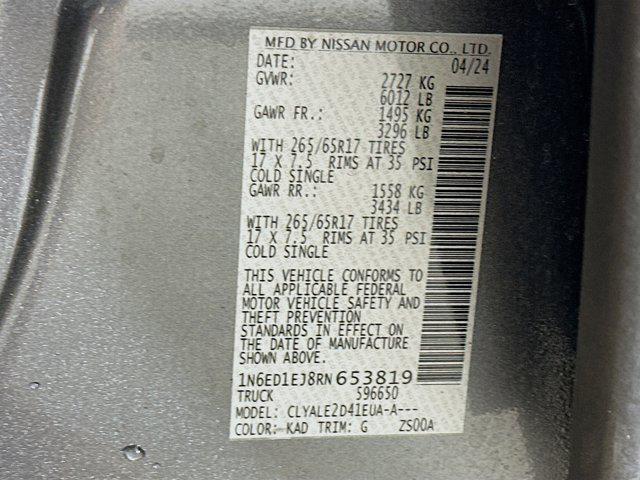 MFD BY NISSAN MOTOR CO., LTD.
DATE: 04/24
GVWR: 2727 KG
6012 LB
GAWR FR.: 1495 KG
3296 LB
WITH 265/65R17 TIRES
17 X 7.5 RIMS AT 35 PSI
COLD SINGLE
GAWR RR.: 1558 KG
3434 LB
WITH 265/65R17 TIRES
17 X 7.5 RIMS AT 35 PSI
COLD SINGLE
THIS VEHICLE CONFORMS TO
ALL APPLICABLE FEDERAL
MOTOR VEHICLE SAFETY AND
THEFT PREVENTION
STANDARDS IN EFFECT ON
THE DATE OF MANUFACTURE
SHOWN ABOVE.
1N6ED1EJ8RN653819
TRUCK 596650
MODEL: CLYALE2D41EUA-A---
COLOR: KAD TRIM: G ZS00A